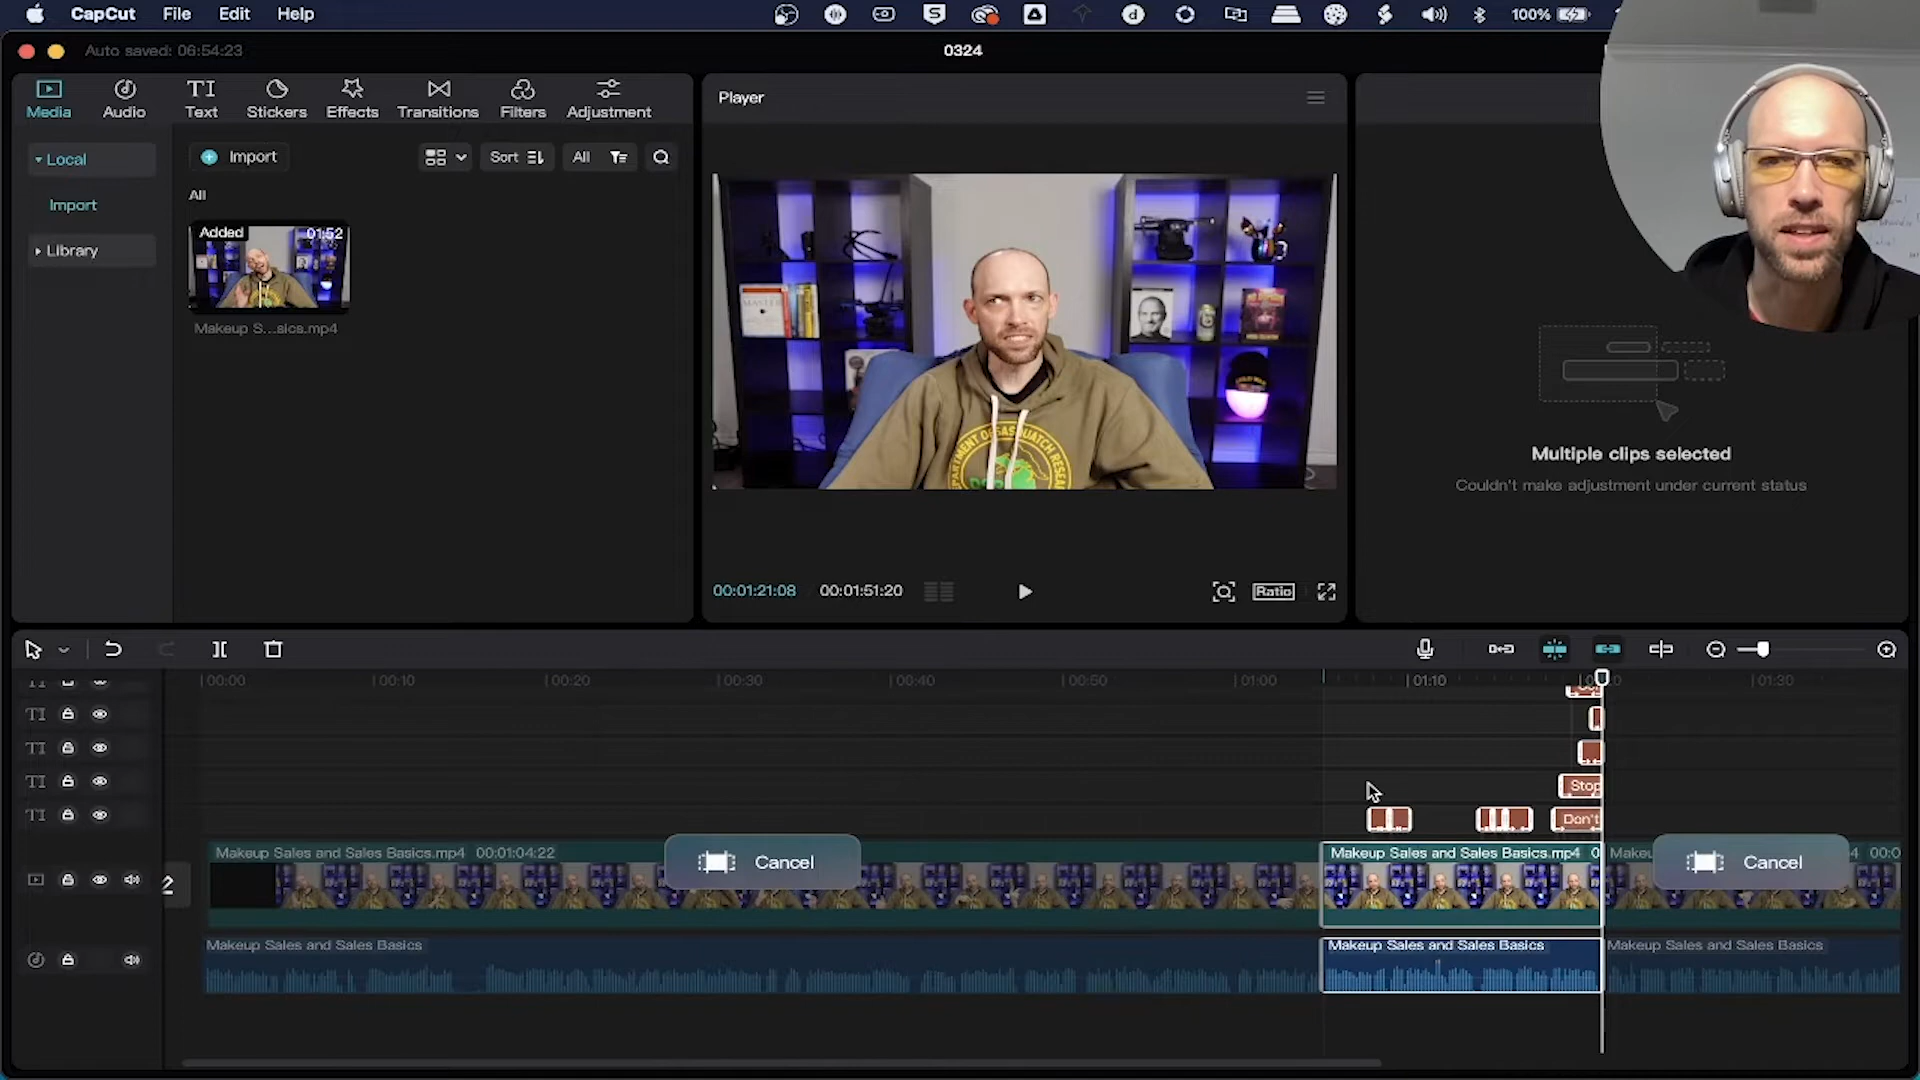 CapCut File Edit Help
100%
Auto saved: 06:54:23
0324
Media Audio Text Stickers Effects Transitions Filters Adjustment
Player
Local
Import
Sort
All
Import
All
Library
Added
01:52
Makeup S...sics.mp4
Multiple clips selected
Couldn't make adjustment under current status
00:01:21:08
00:01:51:20
Ratio
00:00 00:10 00:20 00:30 00:40 00:50 01:00 01:10 01:30
Stop
Don't
Makeup Sales and Sales Basics.mp4 00:01:04:22
Makeup Sales and Sales Basics.mp4 0
Makeu
4 00:0
Cancel
Cancel
Makeup Sales and Sales Basics
Makeup Sales and Sales Basics
Makeup Sales and Sales Basics